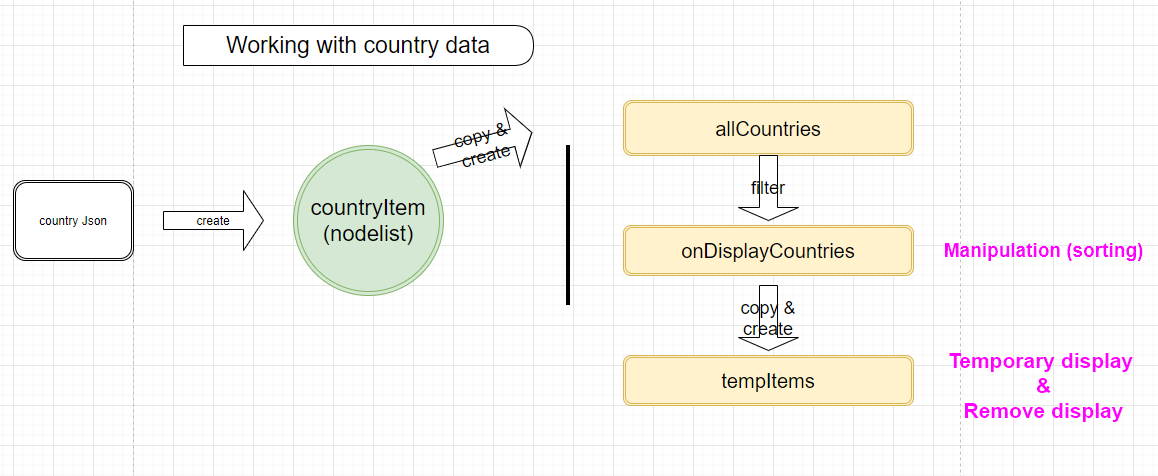 Working with country data
country Json
create
countryItem
(nodelist)
copy &
create
allCountries
filter
onDisplayCountries
Manipulation (sorting)
copy &
create
tempItems
Temporary display
&
Remove display